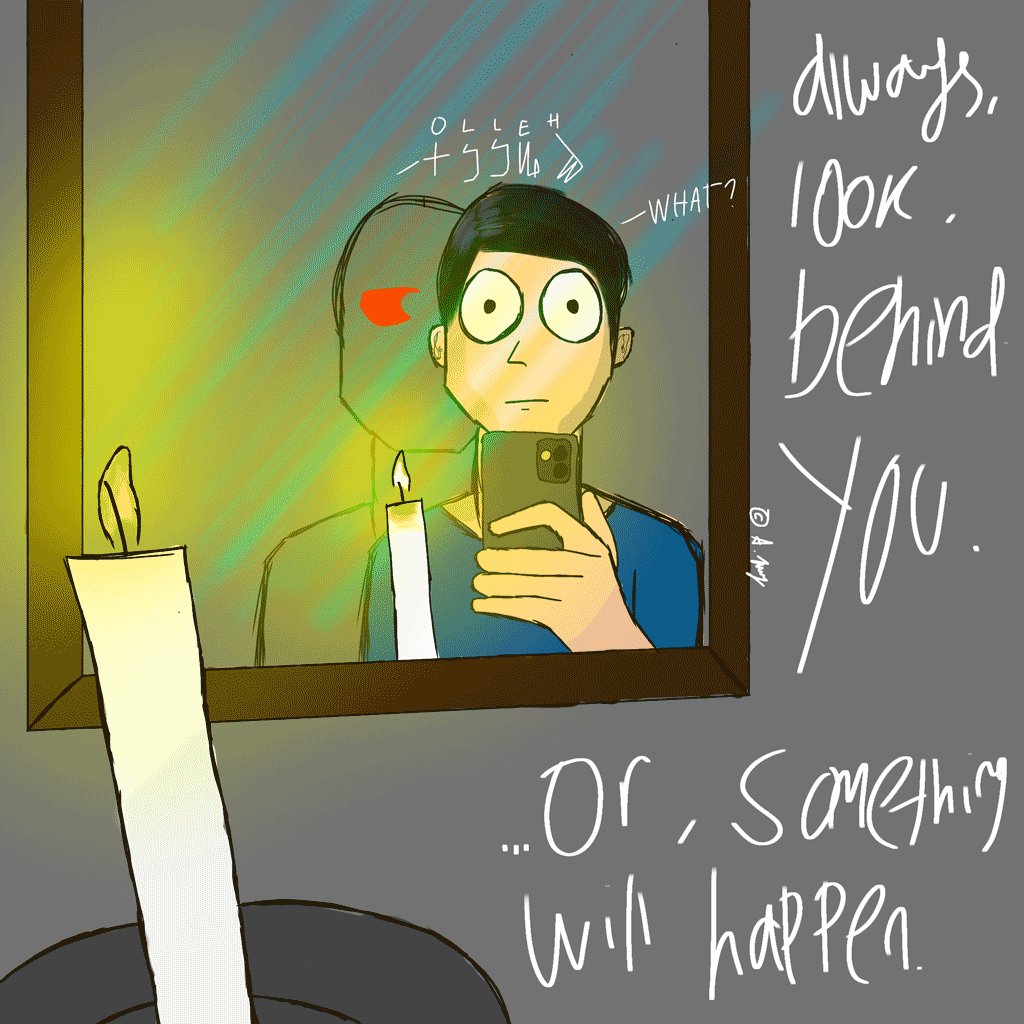 always,
look.
behind
you.
OLLEH
— WHAT?
...Or, something
will happen.